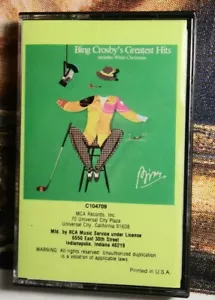 Bing Crosby's Greatest Hits
includes White Christmas
Bing
C104709
MCA Records, Inc.
70 Universal City Plaza
Universal City, California 91608
Mfd. by RCA Music Service under License
6550 East 30th Street
Indianapolis, Indiana 46219
WARNING: All rights reserved. Unauthorized duplication
is a violation of applicable laws.
Printed in U.S.A.